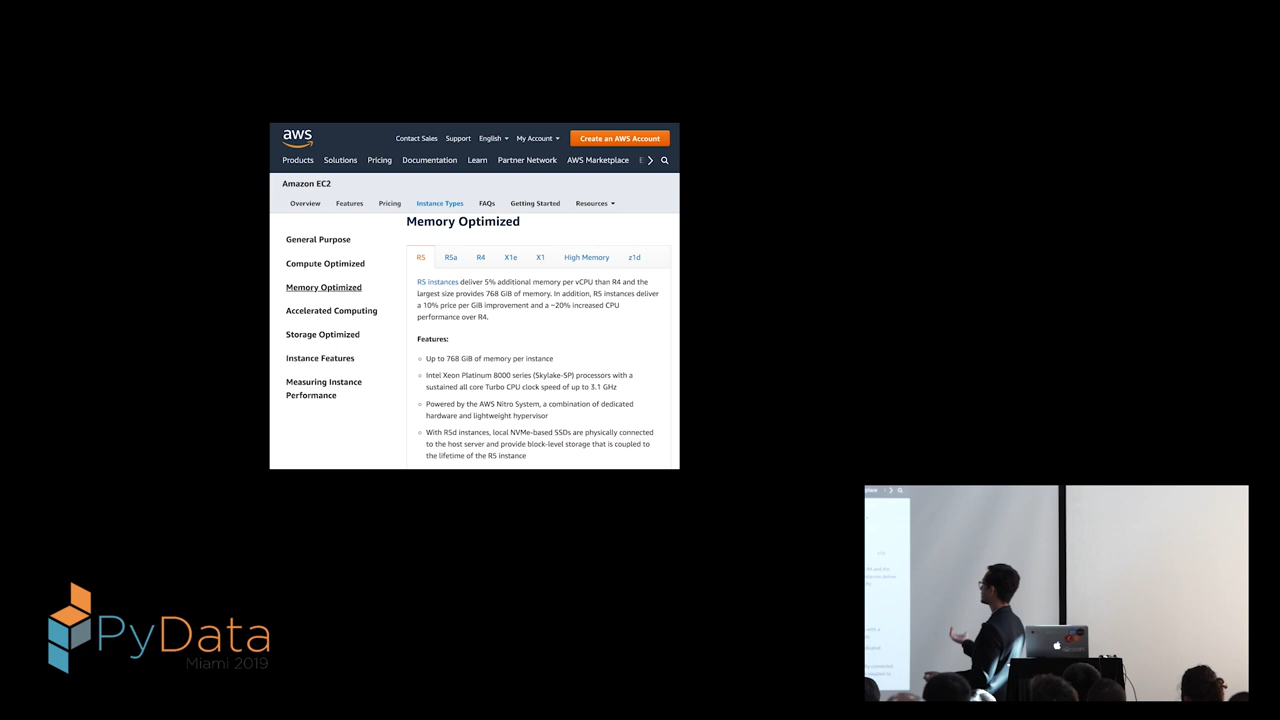 aws
Contact Sales Support English My Account Create an AWS Account
Products Solutions Pricing Documentation Learn Partner Network AWS Marketplace E
Amazon EC2
Overview Features Pricing Instance Types FAQs Getting Started Resources
Memory Optimized
General Purpose
Compute Optimized
Memory Optimized
Accelerated Computing
Storage Optimized
Instance Features
Measuring Instance
Performance
R5 R5a R4 X1e X1 High Memory z1d
R5 instances deliver 5% additional memory per vCPU than R4 and the
largest size provides 768 GiB of memory. In addition, R5 instances deliver
a 10% price per GiB improvement and a ~20% increased CPU
performance over R4.
Features:
Up to 768 GiB of memory per instance
Intel Xeon Platinum 8000 series (Skylake-SP) processors with a
sustained all core Turbo CPU clock speed of up to 3.1 GHz
Powered by the AWS Nitro System, a combination of dedicated
hardware and lightweight hypervisor
With R5d instances, local NVMe-based SSDs are physically connected
to the host server and provide block-level storage that is coupled to
the lifetime of the R5 instance
PyData
Miami 2019